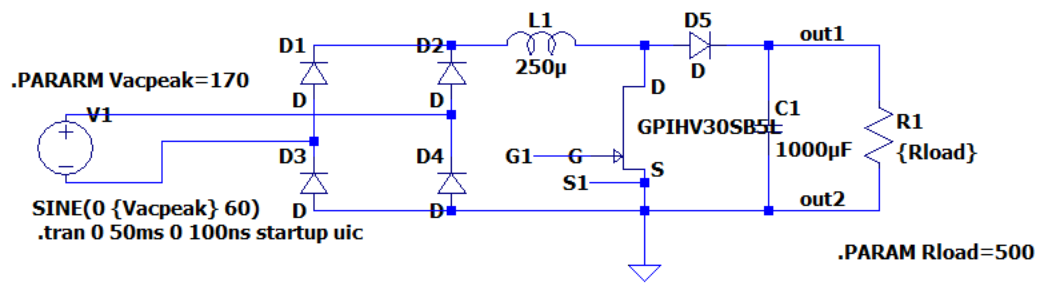 L1
D5
D1
D2
out1
250µ
D
.PARARM Vacpeak=170
D
D
D
V1
GPIHV30SB5L
C1
R1
1000µF
{Rload}
D3
D4
G1
G
S
S1
D
D
out2
SINE(0 {Vacpeak} 60)
.tran 0 50ms 0 100ns startup uic
.PARAM Rload=500